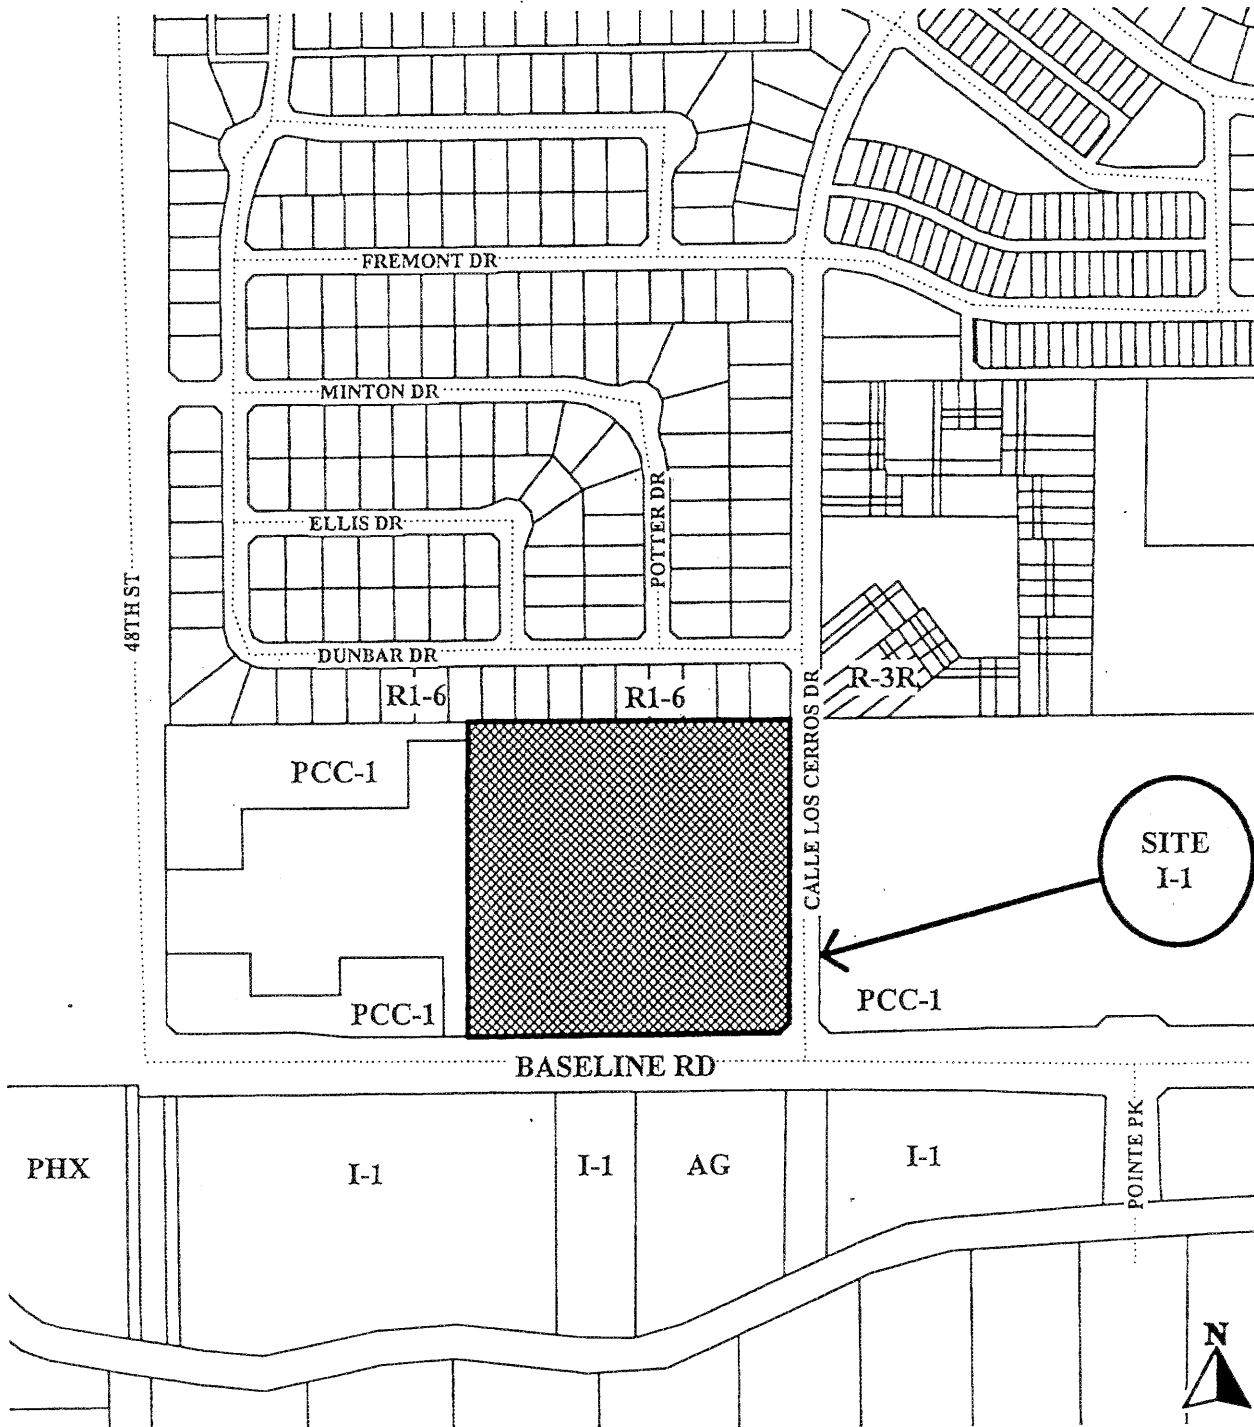 FREMONT DR
MINTON DR
ELLIS DR
POTTER DR
48TH ST
DUNBAR DR
R1-6
R1-6
R-3R
CALLE LOS CERROS DR
PCC-1
SITE
I-1
PCC-1
PCC-1
BASELINE RD
PHX
I-1
I-1
AG
I-1
POINTE PK
N